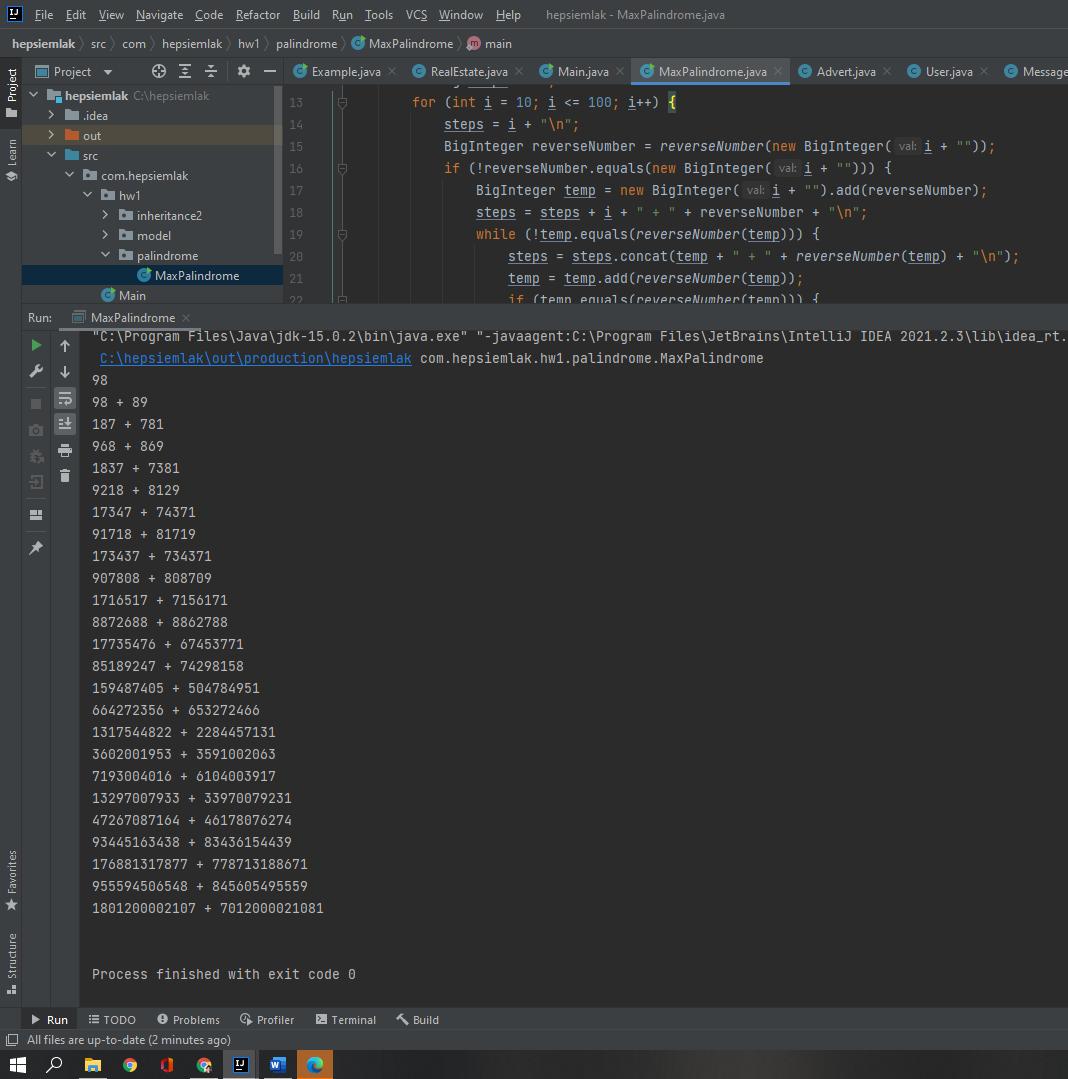 File Edit View Navigate Code Refactor Build Run Tools VCS Window Help hepsiemlak - MaxPalindrome.java
hepsiemlak src com hepsiemlak hw1 palindrome MaxPalindrome main
Project Example.java RealEstate.java Main.java MaxPalindrome.java Advert.java User.java Message
Project
Learn
hepsiemlak C:\hepsiemlak
.idea
out
src
com.hepsiemlak
hw1
inheritance2
model
palindrome
MaxPalindrome
Main
13 for (int i = 10; i <= 100; i++) {
14 steps = i + "\n";
15 BigInteger reverseNumber = reverseNumber(new BigInteger( val: i + ""));
16 if (!reverseNumber.equals(new BigInteger( val: i + ""))) {
17 BigInteger temp = new BigInteger( val: i + "").add(reverseNumber);
18 steps = steps + i + " + " + reverseNumber + "\n";
19 while (!temp.equals(reverseNumber(temp))) {
20 steps = steps.concat(temp + " + " + reverseNumber(temp) + "\n");
21 temp = temp.add(reverseNumber(temp));
22 if (temp.equals(reverseNumber(temp))) {
Run: MaxPalindrome
"C:\Program Files\Java\jdk-15.0.2\bin\java.exe" "-javaagent:C:\Program Files\JetBrains\IntelliJ IDEA 2021.2.3\lib\idea_rt.
C:\hepsiemlak\out\production\hepsiemlak com.hepsiemlak.hw1.palindrome.MaxPalindrome
98
98 + 89
187 + 781
968 + 869
1837 + 7381
9218 + 8129
17347 + 74371
91718 + 81719
173437 + 734371
907808 + 808709
1716517 + 7156171
8872688 + 8862788
17735476 + 67453771
85189247 + 74298158
159487405 + 504784951
664272356 + 653272466
1317544822 + 2284457131
3602001953 + 3591002063
7193004016 + 6104003917
13297007933 + 33970079231
47267087164 + 46178076274
93445163438 + 83436154439
176881317877 + 778713188671
955594506548 + 845605495559
1801200002107 + 7012000021081
Process finished with exit code 0
Favorites
Structure
Run TODO Problems Profiler Terminal Build
All files are up-to-date (2 minutes ago)